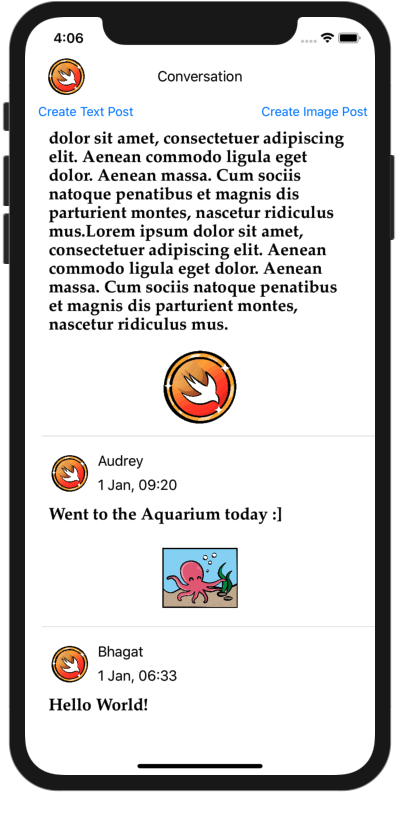 4:06
Conversation
Create Text Post
Create Image Post
dolor sit amet, consectetuer adipiscing
elit. Aenean commodo ligula eget
dolor. Aenean massa. Cum sociis
natoque penatibus et magnis dis
parturient montes, nascetur ridiculus
mus.Lorem ipsum dolor sit amet,
consectetuer adipiscing elit. Aenean
commodo ligula eget dolor. Aenean
massa. Cum sociis natoque penatibus
et magnis dis parturient montes,
nascetur ridiculus mus.
Audrey
1 Jan, 09:20
Went to the Aquarium today :]
Bhagat
1 Jan, 06:33
Hello World!